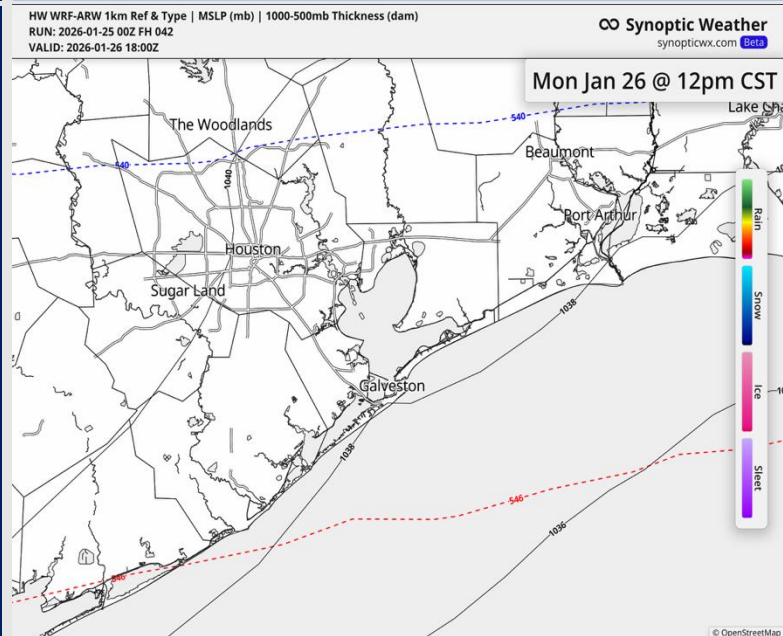 HW WRF-ARW 1km Ref & Type | MSLP (mb) | 1000-500mb Thickness (dam)
RUN: 2026-01-25 00Z FH 042
VALID: 2026-01-26 18:00Z
Synoptic Weather
synopticwx.com Beta
Mon Jan 26 @ 12pm CST
Lake Cha
The Woodlands
540
540
Beaumont
1040
Rain
Port Arthur
Houston
Sugar Land
Snow
1038
Galveston
Ice
1038
Sleet
546
1036
546
© OpenStreetMap